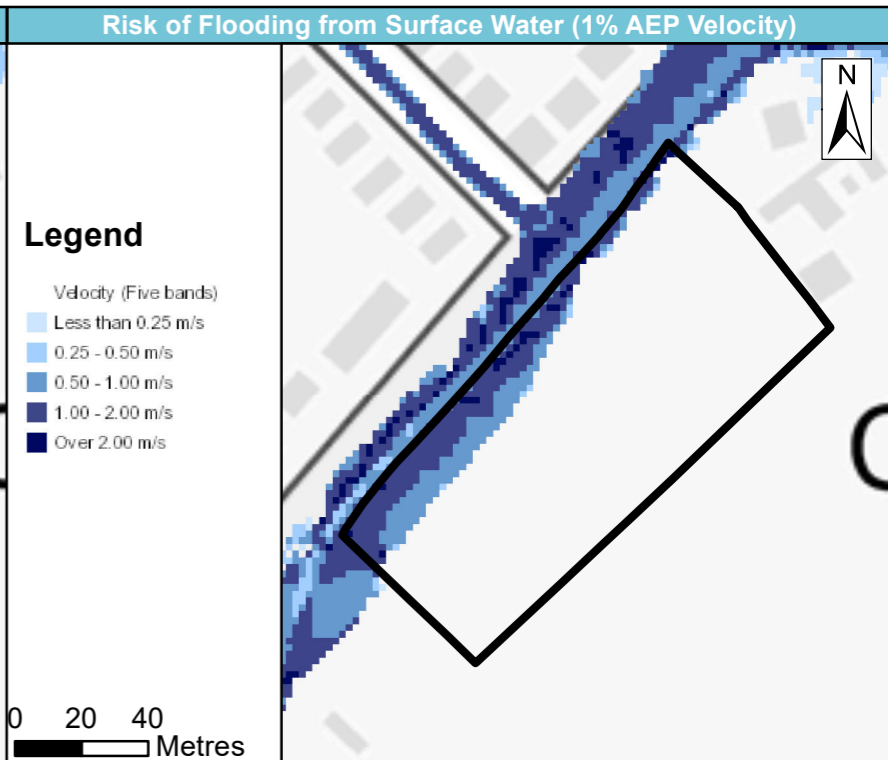 Risk of Flooding from Surface Water (1% AEP Velocity)
N
Legend
Velocity (Five bands)
Less than 0.25 m/s
0.25 - 0.50 m/s
0.50 - 1.00 m/s
1.00 - 2.00 m/s
Over 2.00 m/s
0 20 40
Metres